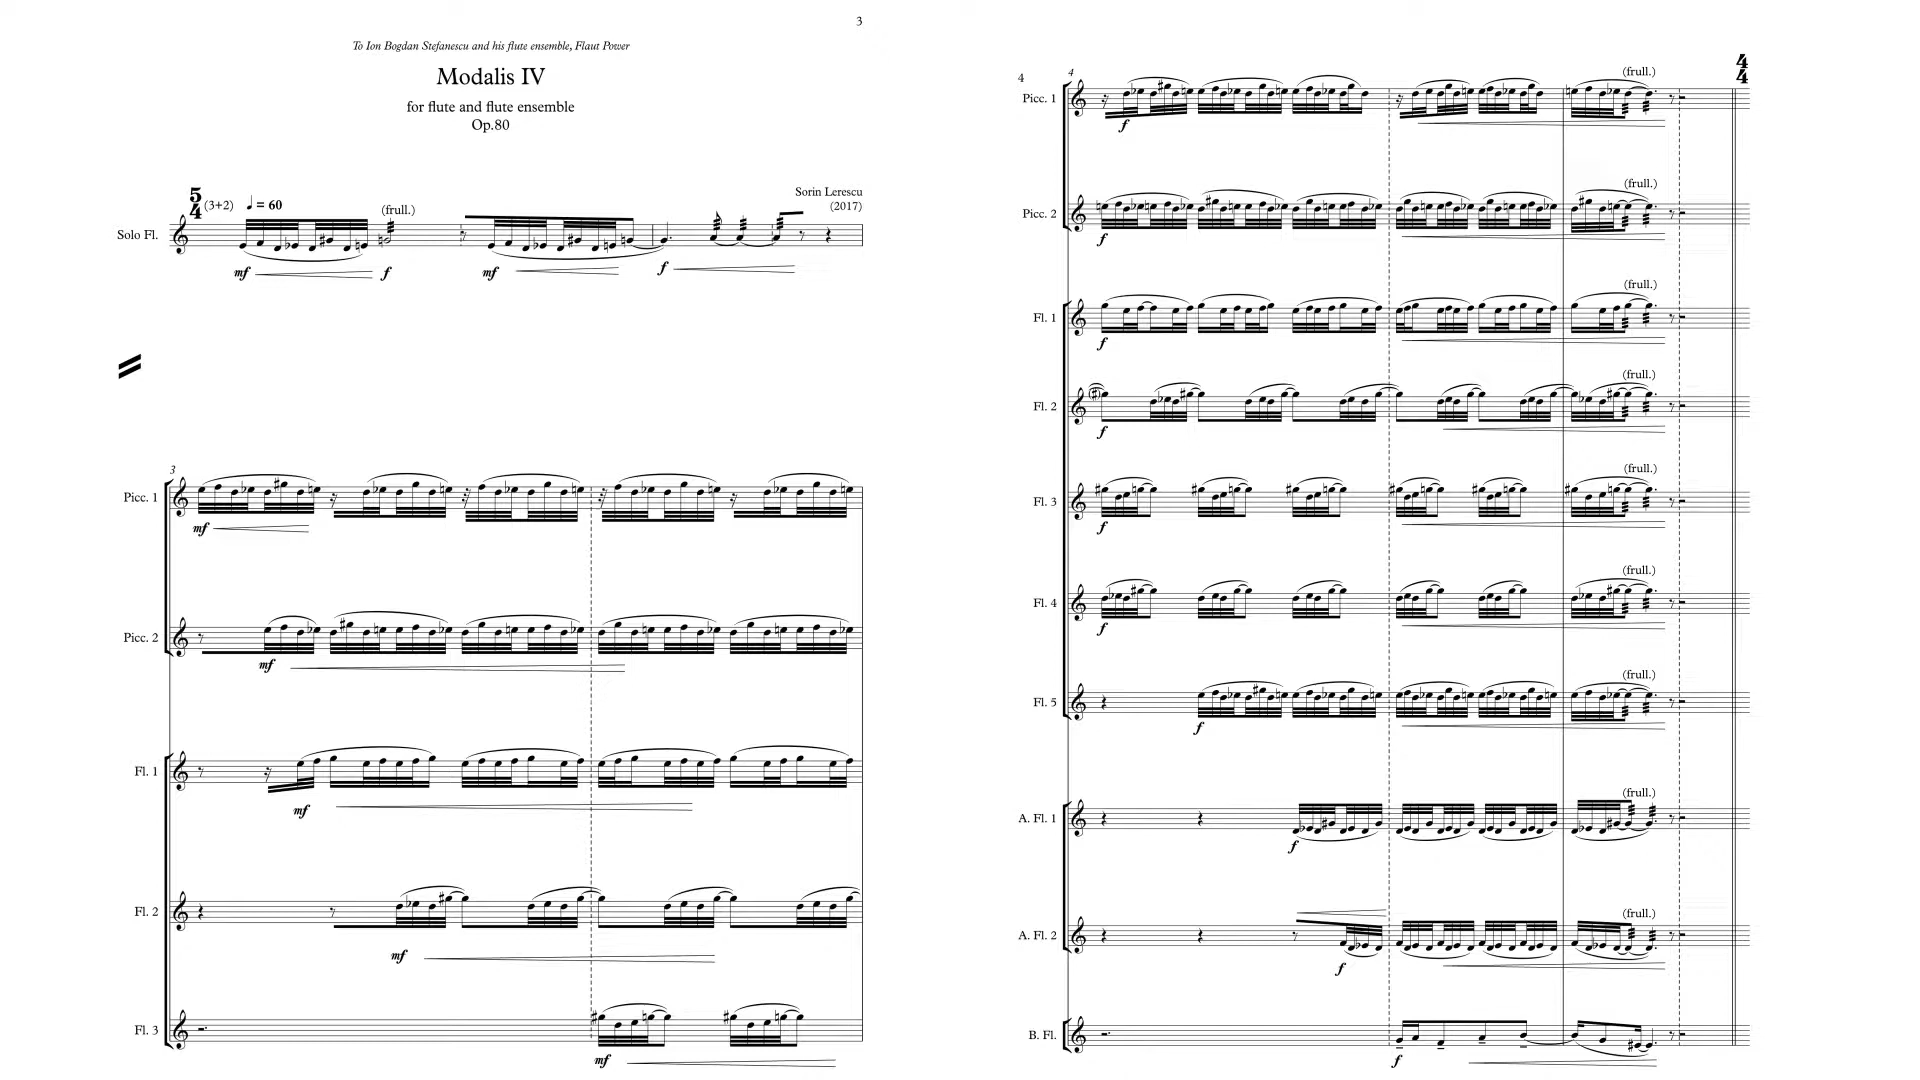 3
To Ion Bogdan Stefanescu and his flute ensemble, Flaut Power
Modalis IV
for flute and flute ensemble
Op.80
Sorin Lerescu
(2017)
5
4
(3+2) ♩ = 60
(frull.)
Solo Fl.
mf f mf f
3
Picc. 1
mf
Picc. 2
mf
Fl. 1
mf
Fl. 2
mf
Fl. 3
mf
4
4
4
4
(frull.)
Picc. 1
f
(frull.)
Picc. 2
f
(frull.)
Fl. 1
f
(frull.)
Fl. 2
f
(frull.)
Fl. 3
f
(frull.)
Fl. 4
f
(frull.)
Fl. 5
f
(frull.)
A. Fl. 1
f
(frull.)
A. Fl. 2
f
B. Fl.
f